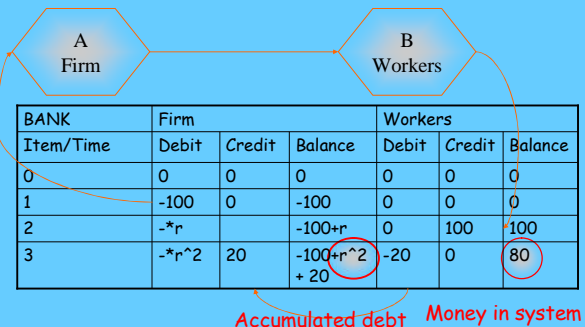 A
Firm
B
Workers
BANK Firm Workers
Item/Time Debit Credit Balance Debit Credit Balance
0 0 0 0 0 0 0
1 -100 0 -100 0 0 0
2 -*r -100+r 0 100 100
3 -*r^2 20 -100+r^2 -20 0 80
+ 20
Accumulated debt Money in system